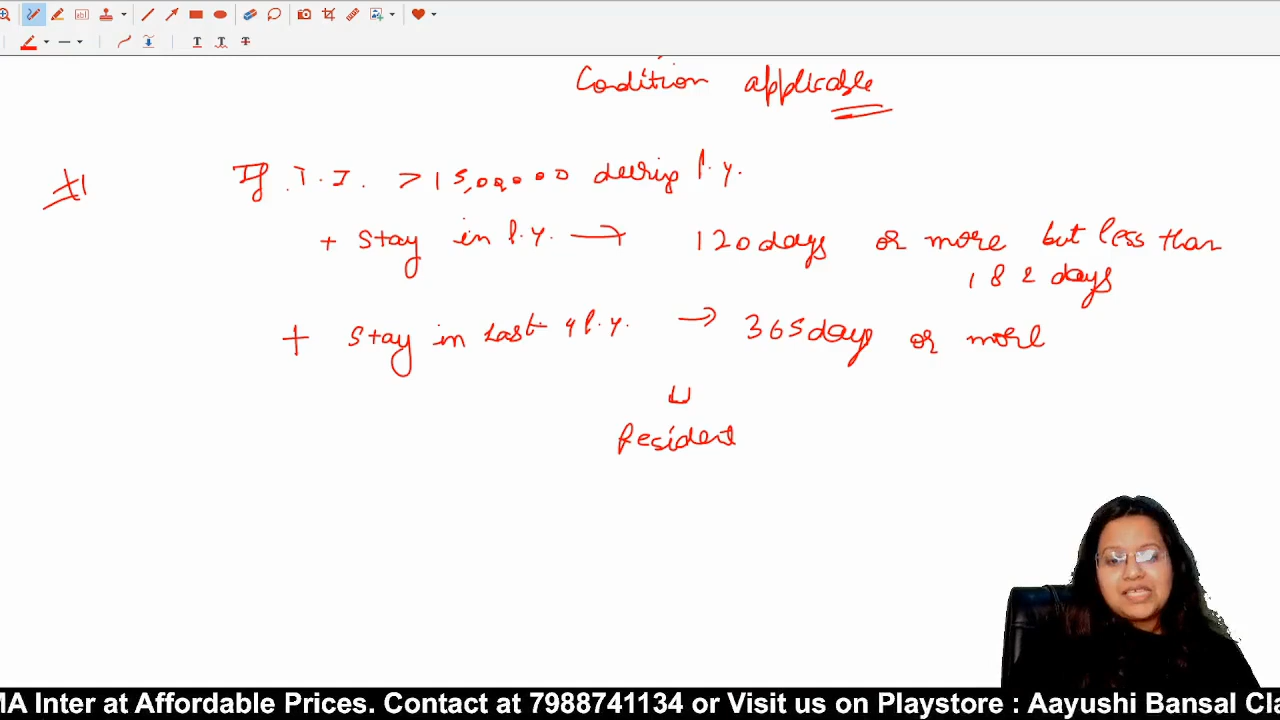 Condition applicable
If T.I. > 15,00,000 during P.Y.
+ Stay in P.Y. → 120 days or more but less than
182 days
+ Stay in last 4 P.Y. → 365 days or more
Resident
MA Inter at Affordable Prices. Contact at 7988741134 or Visit us on Playstore : Aayushi Bansal Cla